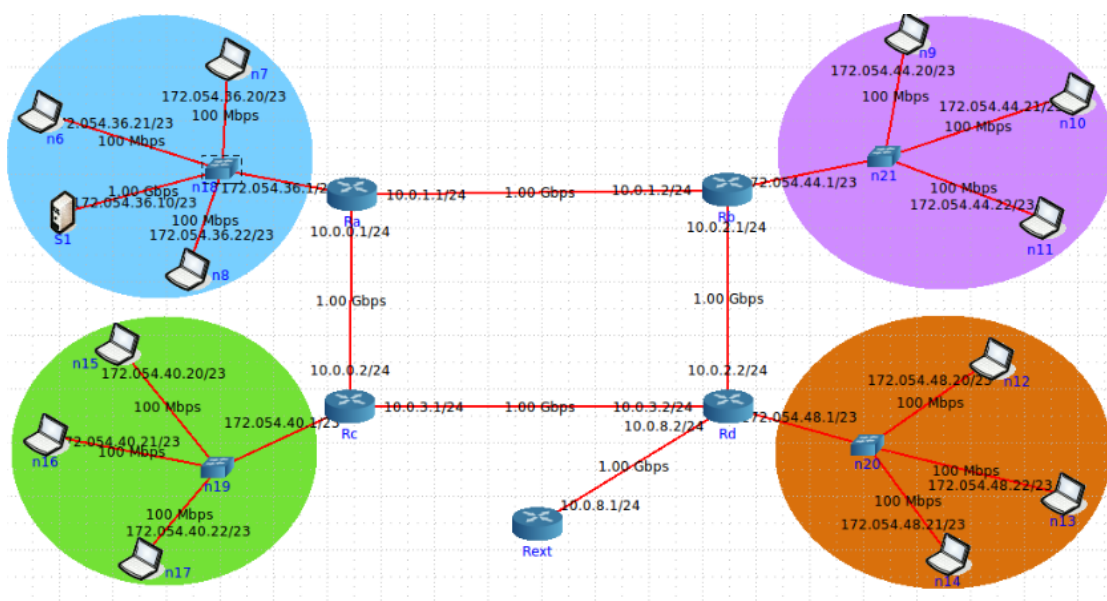 n7
172.054.36.20/23
100 Mbps
2.054.36.21/23
n6
100 Mbps
1.00 Gbps
n18
172.054.36.1/2
172.054.36.10/23
S1
100 Mbps
172.054.36.22/23
n8
Ra
10.0.1.1/24
1.00 Gbps
10.0.1.2/24
10.0.0.1/24
1.00 Gbps
10.0.0.2/24
72.054.44.1/23
10.0.2.1/24
1.00 Gbps
10.0.2.2/24
n9
172.054.44.20/23
100 Mbps
172.054.44.21/23
100 Mbps
n10
n21
100 Mbps
172.054.44.22/23
n11
n15
172.054.40.20/23
100 Mbps
172.054.40.1/23
72.054.40.21/23
100 Mbps
n16
n19
100 Mbps
172.054.40.22/23
n17
Rc
10.0.3.1/24
1.00 Gbps
10.0.3.2/24
Rd
10.0.8.2/24
1.00 Gbps
10.0.8.1/24
Rext
72.054.48.1/23
n12
172.054.48.20/23
100 Mbps
n20
100 Mbps
172.054.48.22/23
n13
100 Mbps
172.054.48.21/23
n14